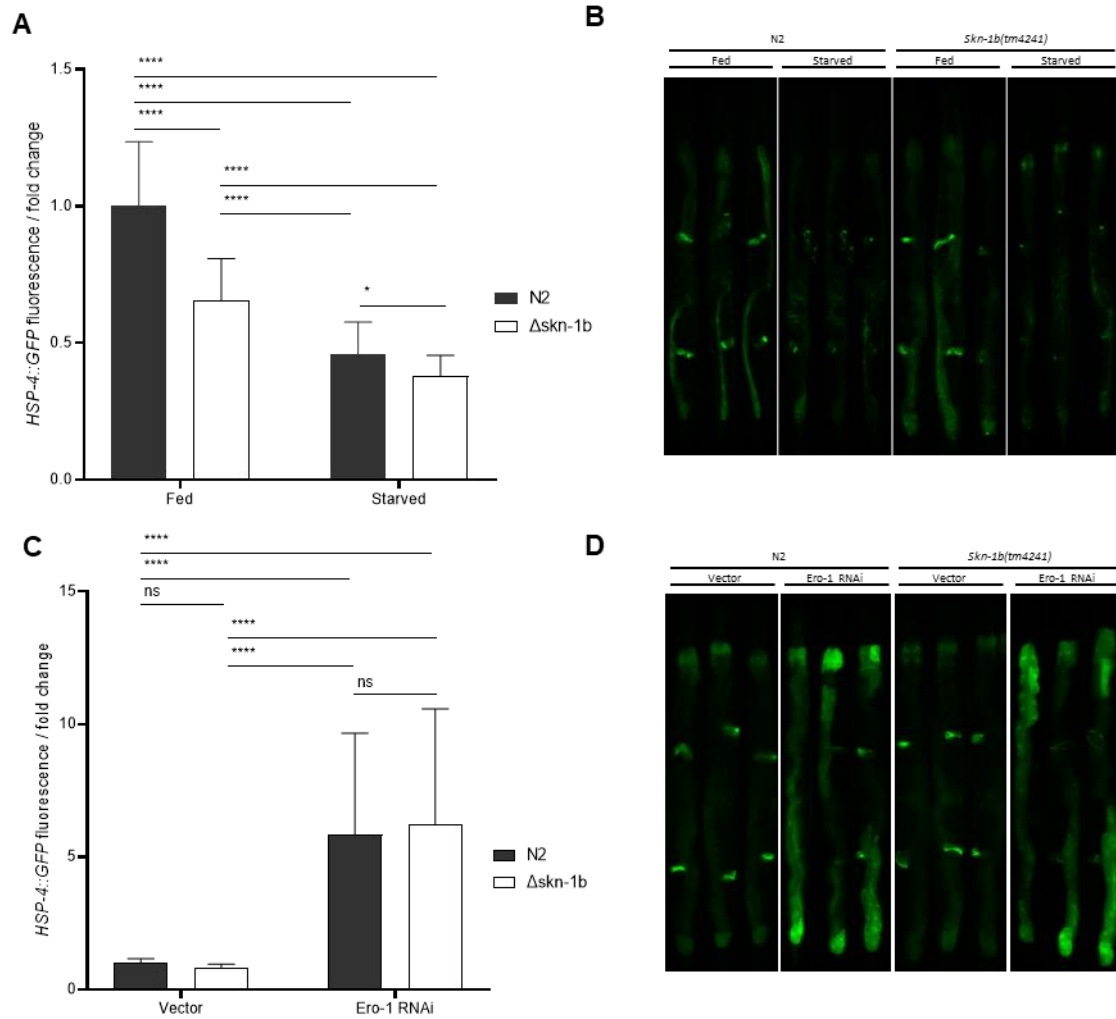 A
HSP-4::GFP fluorescence / fold change
1.5
1.0
0.5
0.0
****
****
****
****
****
*
Fed
Starved
N2
Δskn-1b
B
N2
Skn-1b(tm4241)
Fed
Starved
Fed
Starved
C
HSP-4::GFP fluorescence / fold change
15
10
5
0
****
****
ns
****
****
ns
Vector
Ero-1 RNAi
N2
Δskn-1b
D
N2
Skn-1b(tm4241)
Vector
Ero-1 RNAi
Vector
Ero-1 RNAi